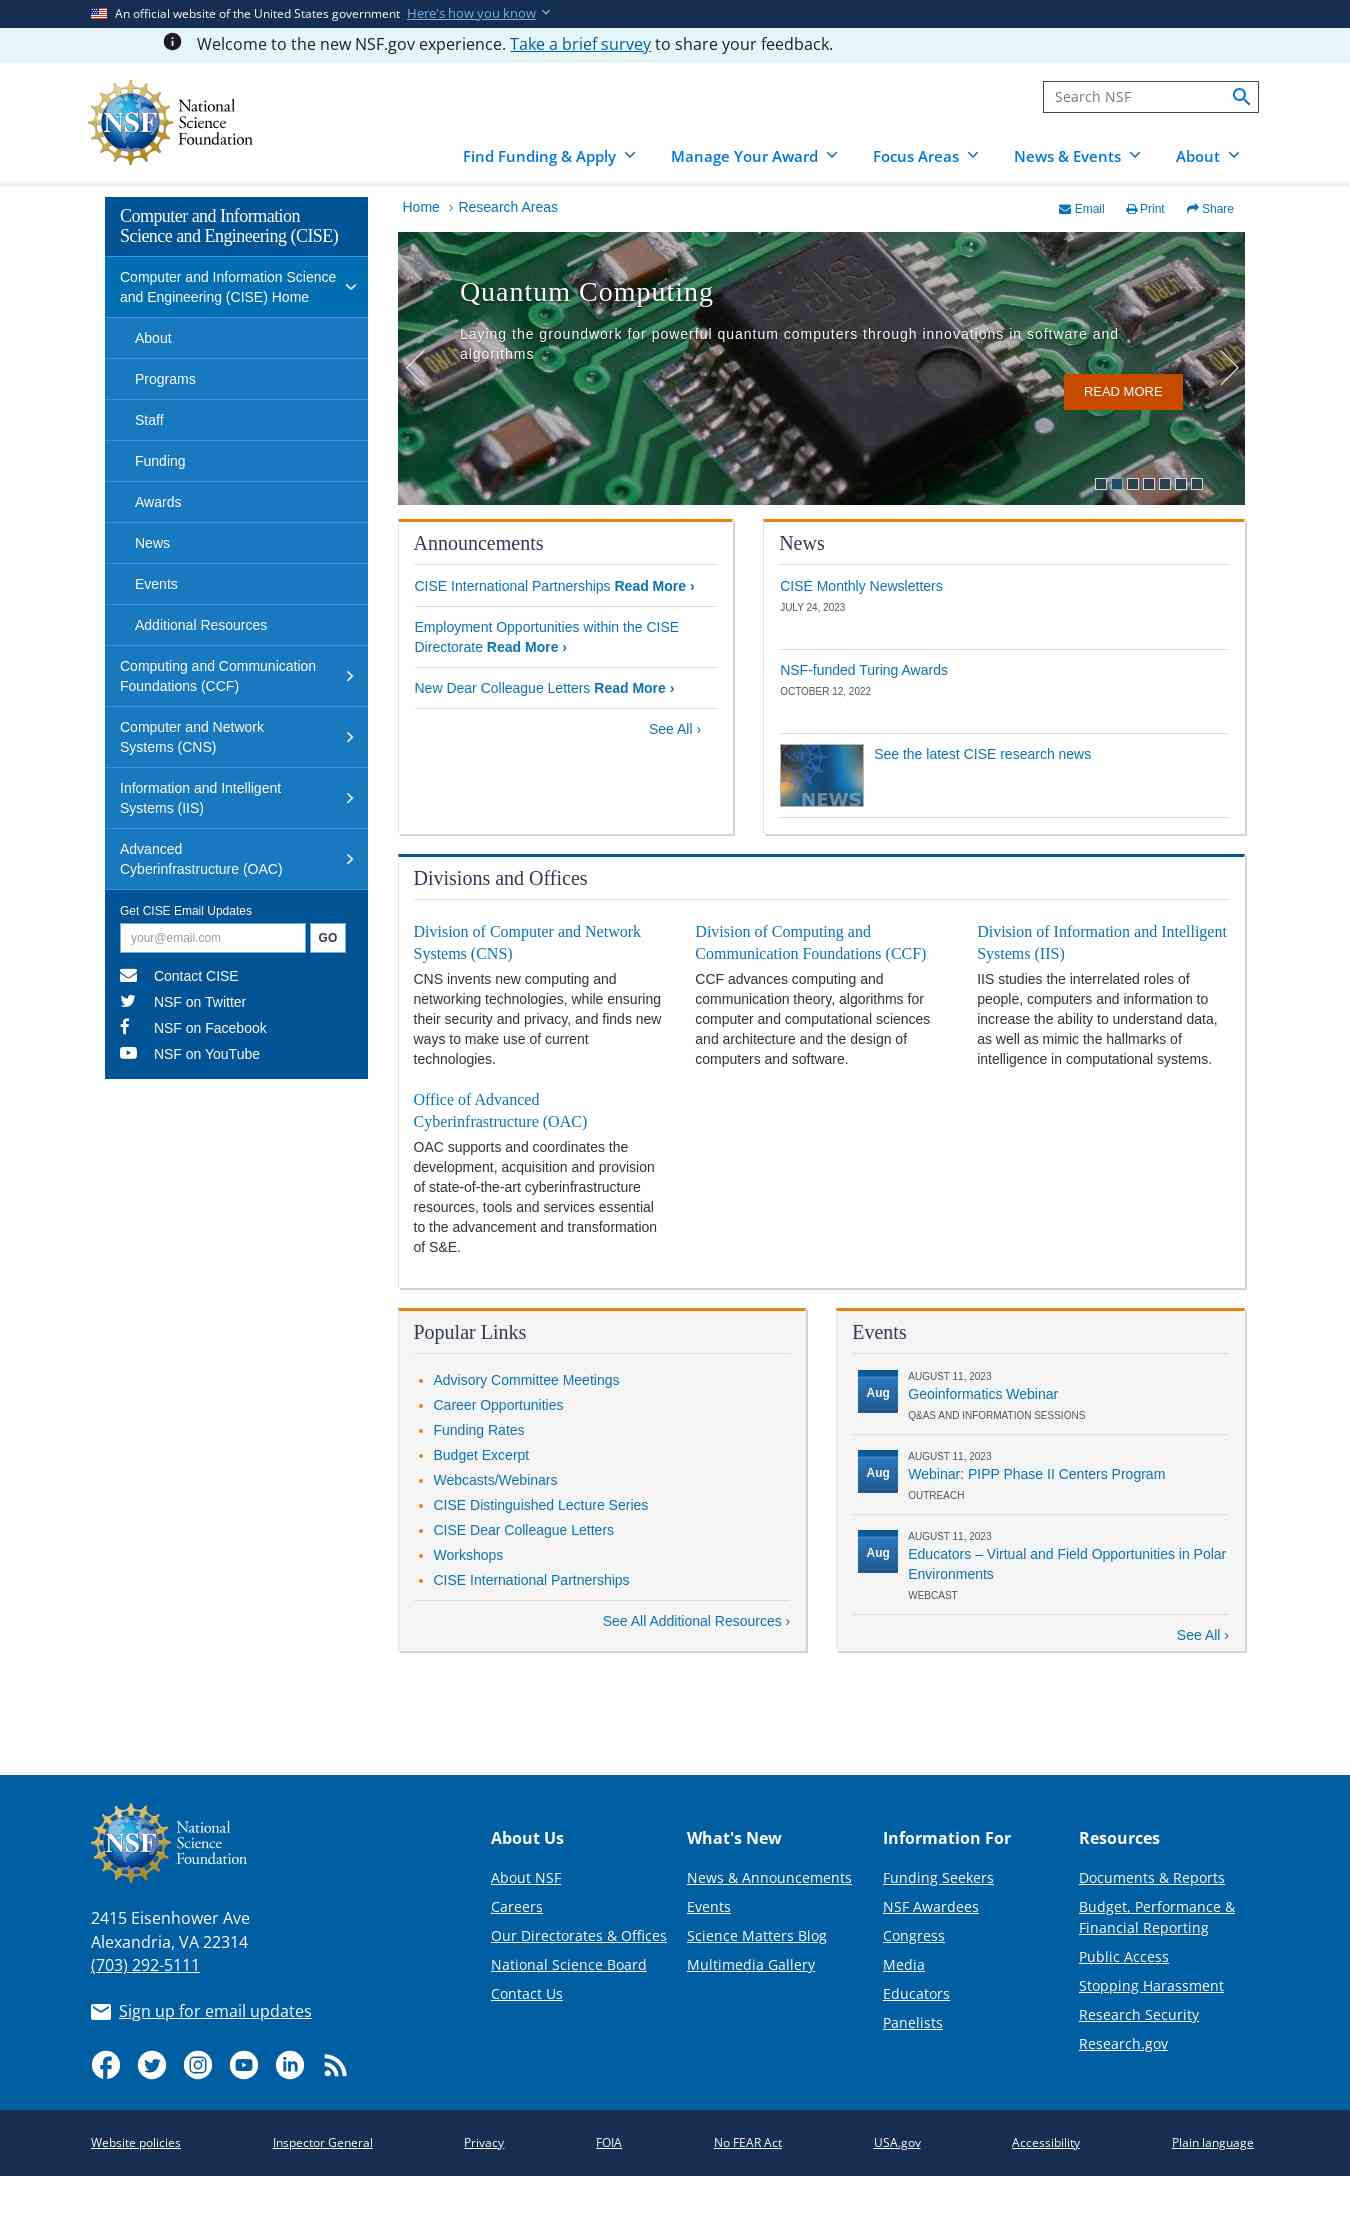 An official website of the United States government Here's how you know
Welcome to the new NSF.gov experience. Take a brief survey to share your feedback.
NSF
National
Science
Foundation
Search NSF
Find Funding & Apply
Manage Your Award
Focus Areas
News & Events
About
Computer and Information
Science and Engineering (CISE)
Computer and Information Science
and Engineering (CISE) Home
About
Programs
Staff
Funding
Awards
News
Events
Additional Resources
Computing and Communication
Foundations (CCF)
Computer and Network
Systems (CNS)
Information and Intelligent
Systems (IIS)
Advanced
Cyberinfrastructure (OAC)
Get CISE Email Updates
your@email.com
GO
Contact CISE
NSF on Twitter
NSF on Facebook
NSF on YouTube
Home › Research Areas
Email
Print
Share
Quantum Computing
Laying the groundwork for powerful quantum computers through innovations in software and
algorithms
READ MORE
Announcements
CISE International Partnerships Read More ›
Employment Opportunities within the CISE
Directorate Read More ›
New Dear Colleague Letters Read More ›
See All ›
News
CISE Monthly Newsletters
JULY 24, 2023
NSF-funded Turing Awards
OCTOBER 12, 2022
NSF
NEWS
See the latest CISE research news
Divisions and Offices
Division of Computer and Network
Systems (CNS)
CNS invents new computing and
networking technologies, while ensuring
their security and privacy, and finds new
ways to make use of current
technologies.
Division of Computing and
Communication Foundations (CCF)
CCF advances computing and
communication theory, algorithms for
computer and computational sciences
and architecture and the design of
computers and software.
Division of Information and Intelligent
Systems (IIS)
IIS studies the interrelated roles of
people, computers and information to
increase the ability to understand data,
as well as mimic the hallmarks of
intelligence in computational systems.
Office of Advanced
Cyberinfrastructure (OAC)
OAC supports and coordinates the
development, acquisition and provision
of state-of-the-art cyberinfrastructure
resources, tools and services essential
to the advancement and transformation
of S&E.
Popular Links
Advisory Committee Meetings
Career Opportunities
Funding Rates
Budget Excerpt
Webcasts/Webinars
CISE Distinguished Lecture Series
CISE Dear Colleague Letters
Workshops
CISE International Partnerships
See All Additional Resources ›
Events
Aug
AUGUST 11, 2023
Geoinformatics Webinar
Q&AS AND INFORMATION SESSIONS
Aug
AUGUST 11, 2023
Webinar: PIPP Phase II Centers Program
OUTREACH
Aug
AUGUST 11, 2023
Educators – Virtual and Field Opportunities in Polar
Environments
WEBCAST
See All ›
NSF
National
Science
Foundation
2415 Eisenhower Ave
Alexandria, VA 22314
(703) 292-5111
Sign up for email updates
About Us
About NSF
Careers
Our Directorates & Offices
National Science Board
Contact Us
What's New
News & Announcements
Events
Science Matters Blog
Multimedia Gallery
Information For
Funding Seekers
NSF Awardees
Congress
Media
Educators
Panelists
Resources
Documents & Reports
Budget, Performance &
Financial Reporting
Public Access
Stopping Harassment
Research Security
Research.gov
Website policies
Inspector General
Privacy
FOIA
No FEAR Act
USA.gov
Accessibility
Plain language